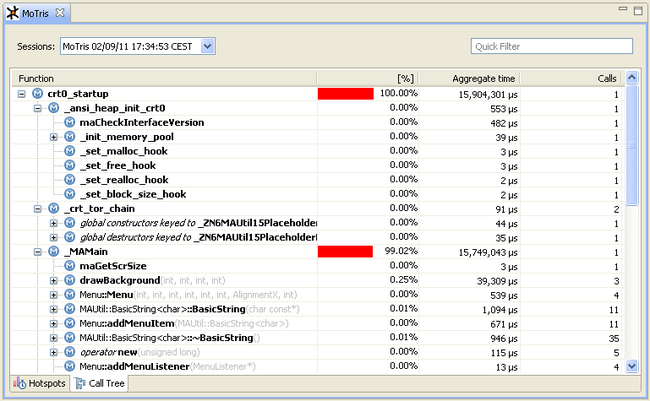 MoTris
Sessions: MoTris 02/09/11 17:34:53 CEST Quick Filter
Function [%] Aggregate time Calls
crt0_startup 100.00% 15,904,301 µs 1
_ansi_heap_init_crt0 0.00% 553 µs 1
maCheckInterfaceVersion 0.00% 482 µs 1
_init_memory_pool 0.00% 39 µs 1
_set_malloc_hook 0.00% 3 µs 1
_set_free_hook 0.00% 3 µs 1
_set_realloc_hook 0.00% 2 µs 1
_set_block_size_hook 0.00% 2 µs 1
_crt_tor_chain 0.00% 91 µs 2
global constructors keyed to _ZN6MAUtil15Placeholder 0.00% 44 µs 1
global destructors keyed to _ZN6MAUtil15Placeholder 0.00% 35 µs 1
_MAMain 99.02% 15,749,043 µs 1
maGetScrSize 0.00% 3 µs 1
drawBackground(int, int, int, int) 0.25% 39,309 µs 3
Menu::Menu(int, int, int, int, int, int, AlignmentX, int) 0.00% 539 µs 4
MAUtil::BasicString<char>::BasicString(char const*) 0.01% 1,094 µs 11
Menu::addMenuItem(MAUtil::BasicString<char>) 0.00% 671 µs 11
MAUtil::BasicString<char>::~BasicString() 0.01% 946 µs 35
operator new(unsigned long) 0.00% 115 µs 5
Menu::addMenuListener(MenuListener*) 0.00% 13 µs 4
Hotspots Call Tree